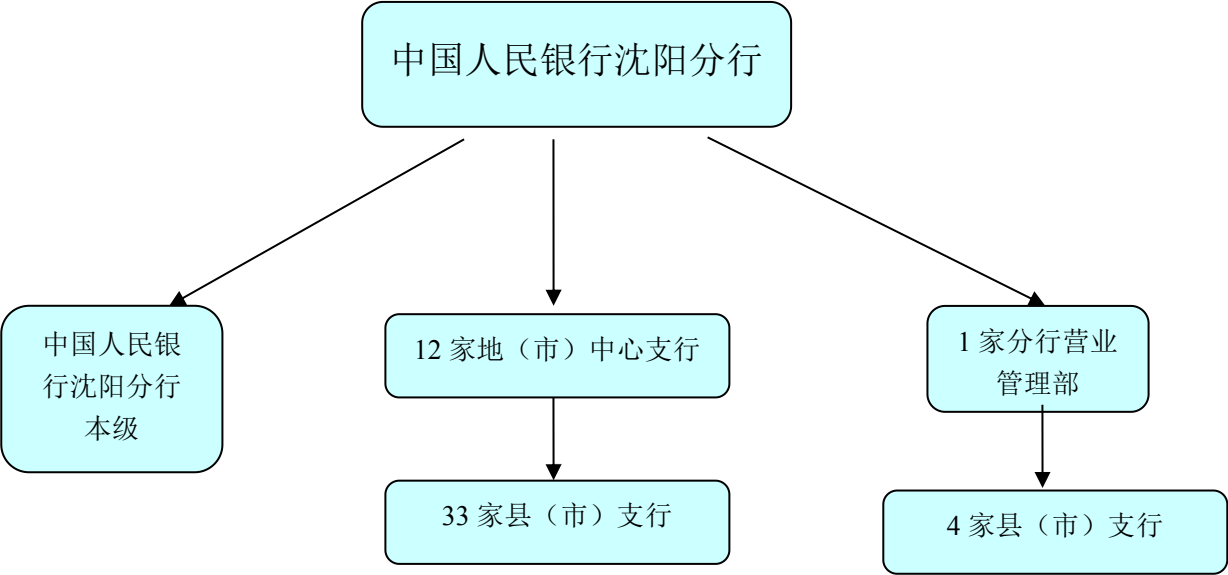 中国人民银行沈阳分行
中国人民银
行沈阳分行
本级
12 家地（市）中心支行
1 家分行营业
管理部
33 家县（市）支行
4 家县（市）支行